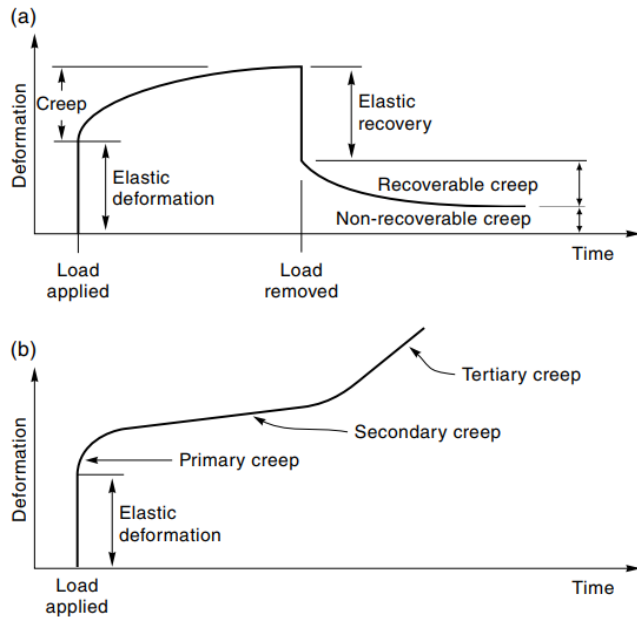 (a)
Deformation
Creep
Elastic
deformation
Elastic
recovery
Recoverable creep
Non-recoverable creep
Time
Load
applied
Load
removed
(b)
Deformation
Tertiary creep
Secondary creep
Primary creep
Elastic
deformation
Load
applied
Time